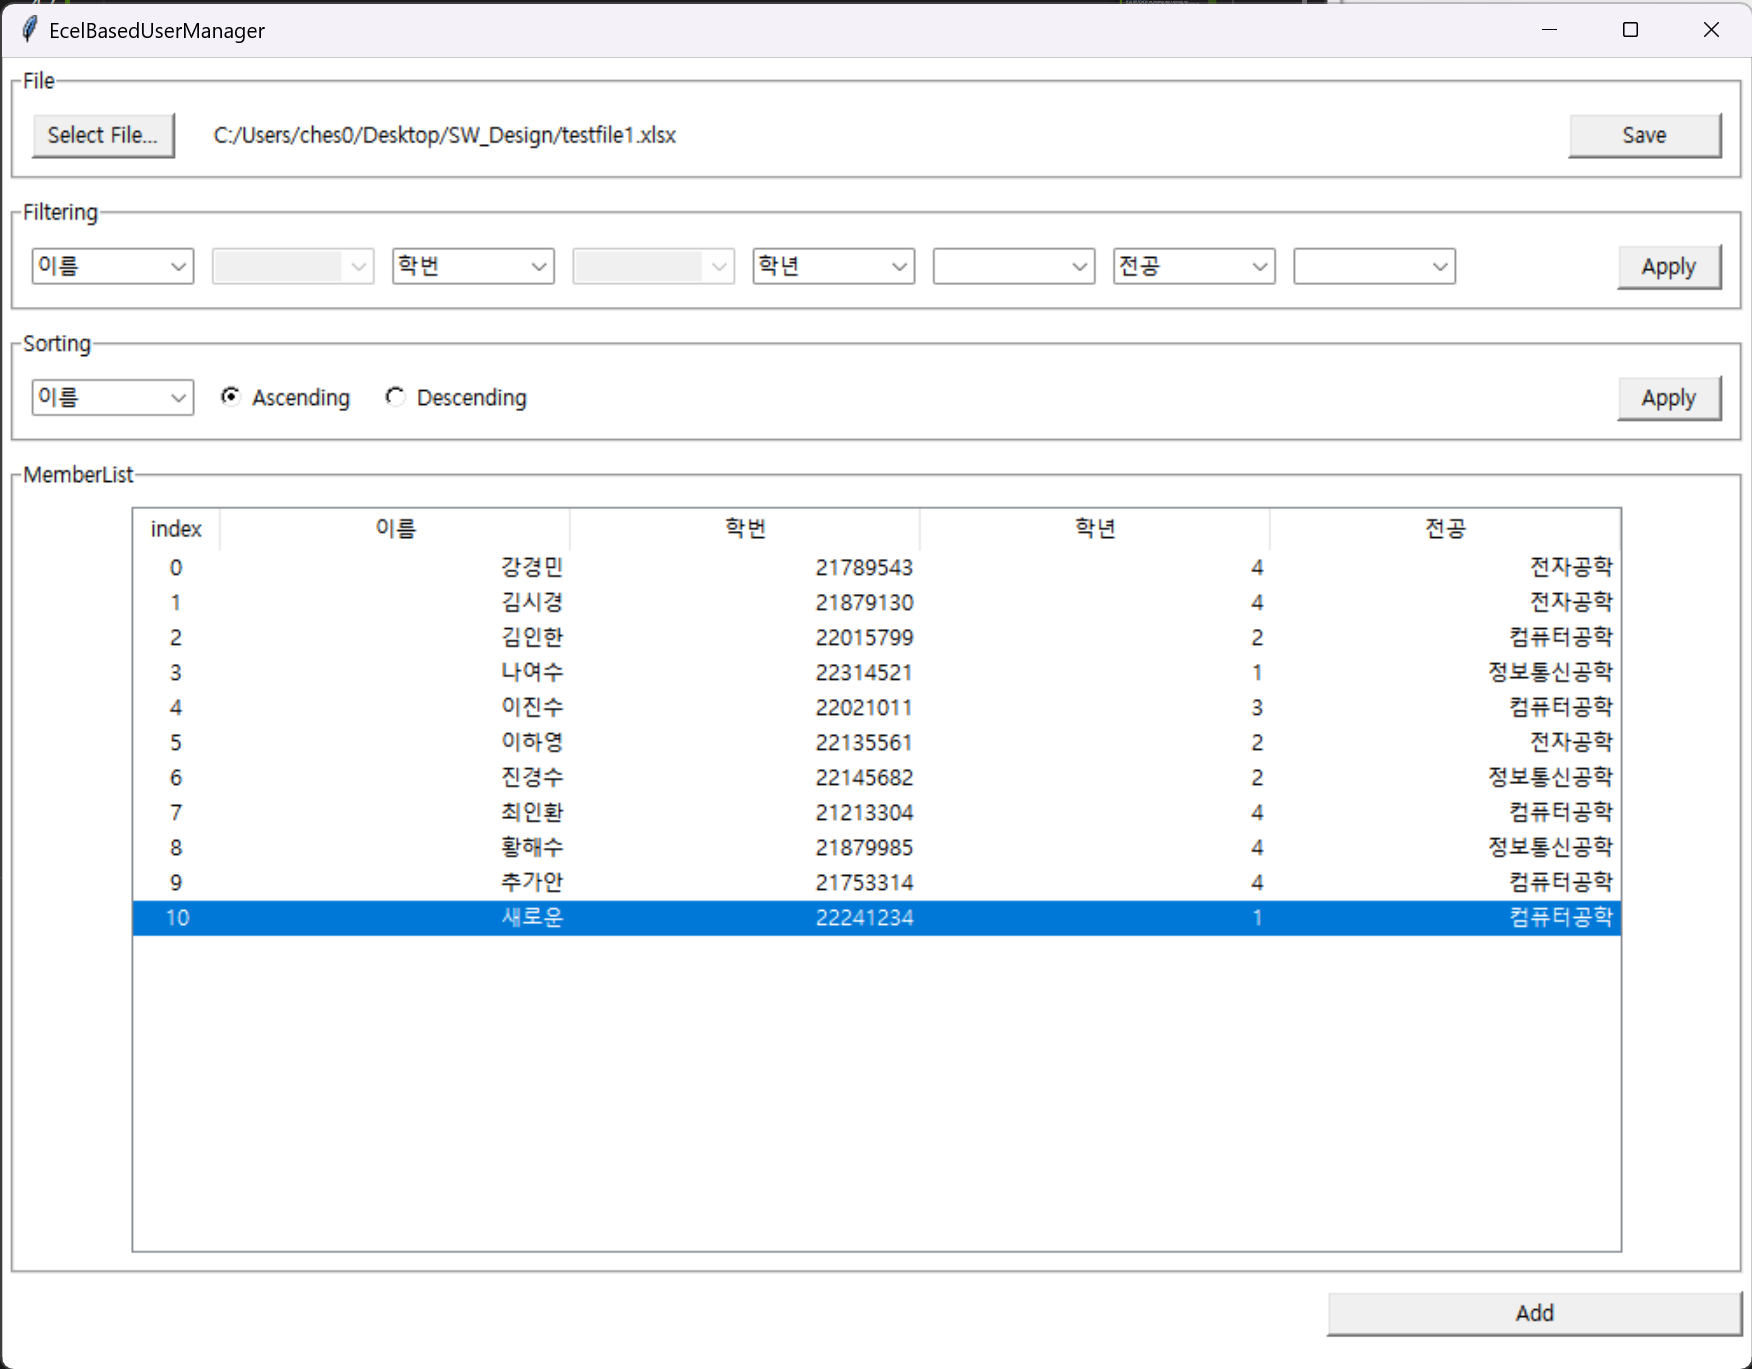 EcelBasedUserManager
File
Select File... C:/Users/ches0/Desktop/SW_Design/testfile1.xlsx Save
Filtering
이름 학번 학년 전공 Apply
Sorting
이름 Ascending Descending Apply
MemberList
index 이름 학번 학년 전공
0 강경민 21789543 4 전자공학
1 김시경 21879130 4 전자공학
2 김인한 22015799 2 컴퓨터공학
3 나여수 22314521 1 정보통신공학
4 이진수 22021011 3 컴퓨터공학
5 이하영 22135561 2 전자공학
6 진경수 22145682 2 정보통신공학
7 최인환 21213304 4 컴퓨터공학
8 황해수 21879985 4 정보통신공학
9 추가안 21753314 4 컴퓨터공학
10 새로운 22241234 1 컴퓨터공학
Add